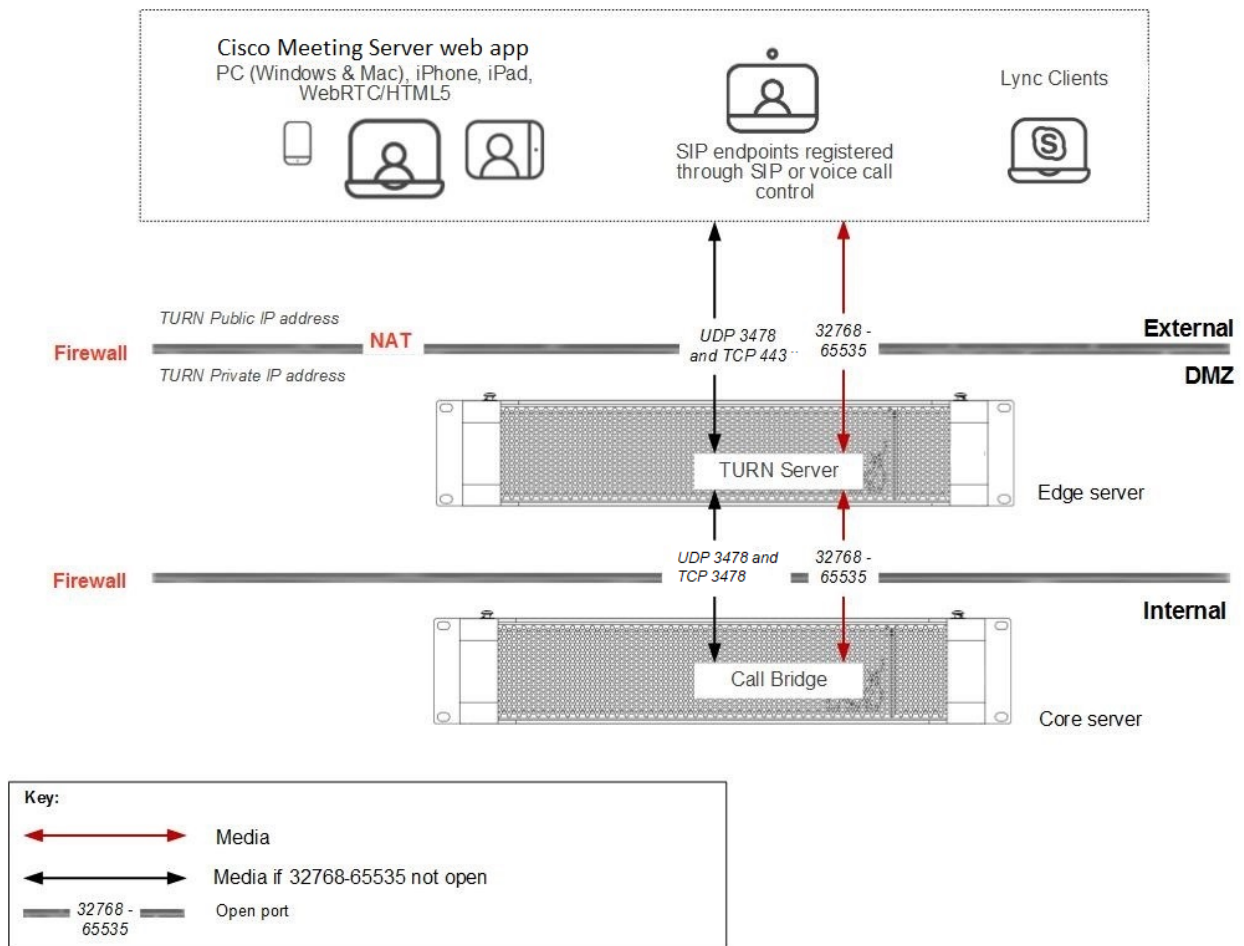 Cisco Meeting Server web app
PC (Windows & Mac), iPhone, iPad,
WebRTC/HTML5
SIP endpoints registered
through SIP or voice call
control
Lync Clients
S
TURN Public IP address
Firewall
NAT
TURN Private IP address
UDP 3478
and TCP 443
32768 -
65535
External
DMZ
TURN Server
Edge server
UDP 3478 and
TCP 3478
32768 -
65535
Firewall
Internal
Call Bridge
Core server
Key:
Media
Media if 32768-65535 not open
32768 -
65535
Open port